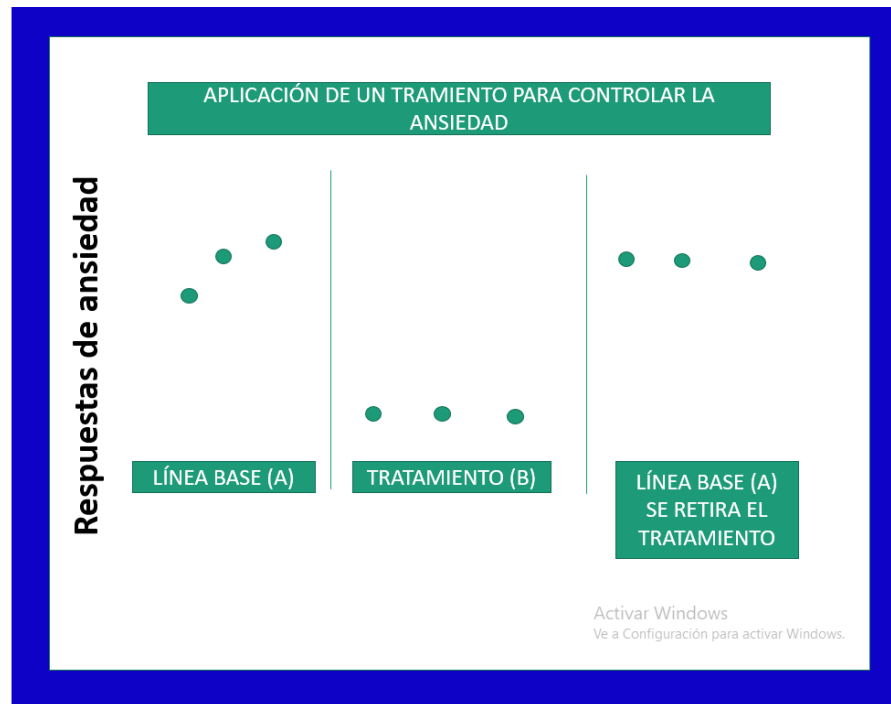 APLICACIÓN DE UN TRAMIENTO PARA CONTROLAR LA
ANSIEDAD
Respuestas de ansiedad
LÍNEA BASE (A)
TRATAMIENTO (B)
LÍNEA BASE (A)
SE RETIRA EL
TRATAMIENTO
Activar Windows
Ve a Configuración para activar Windows.